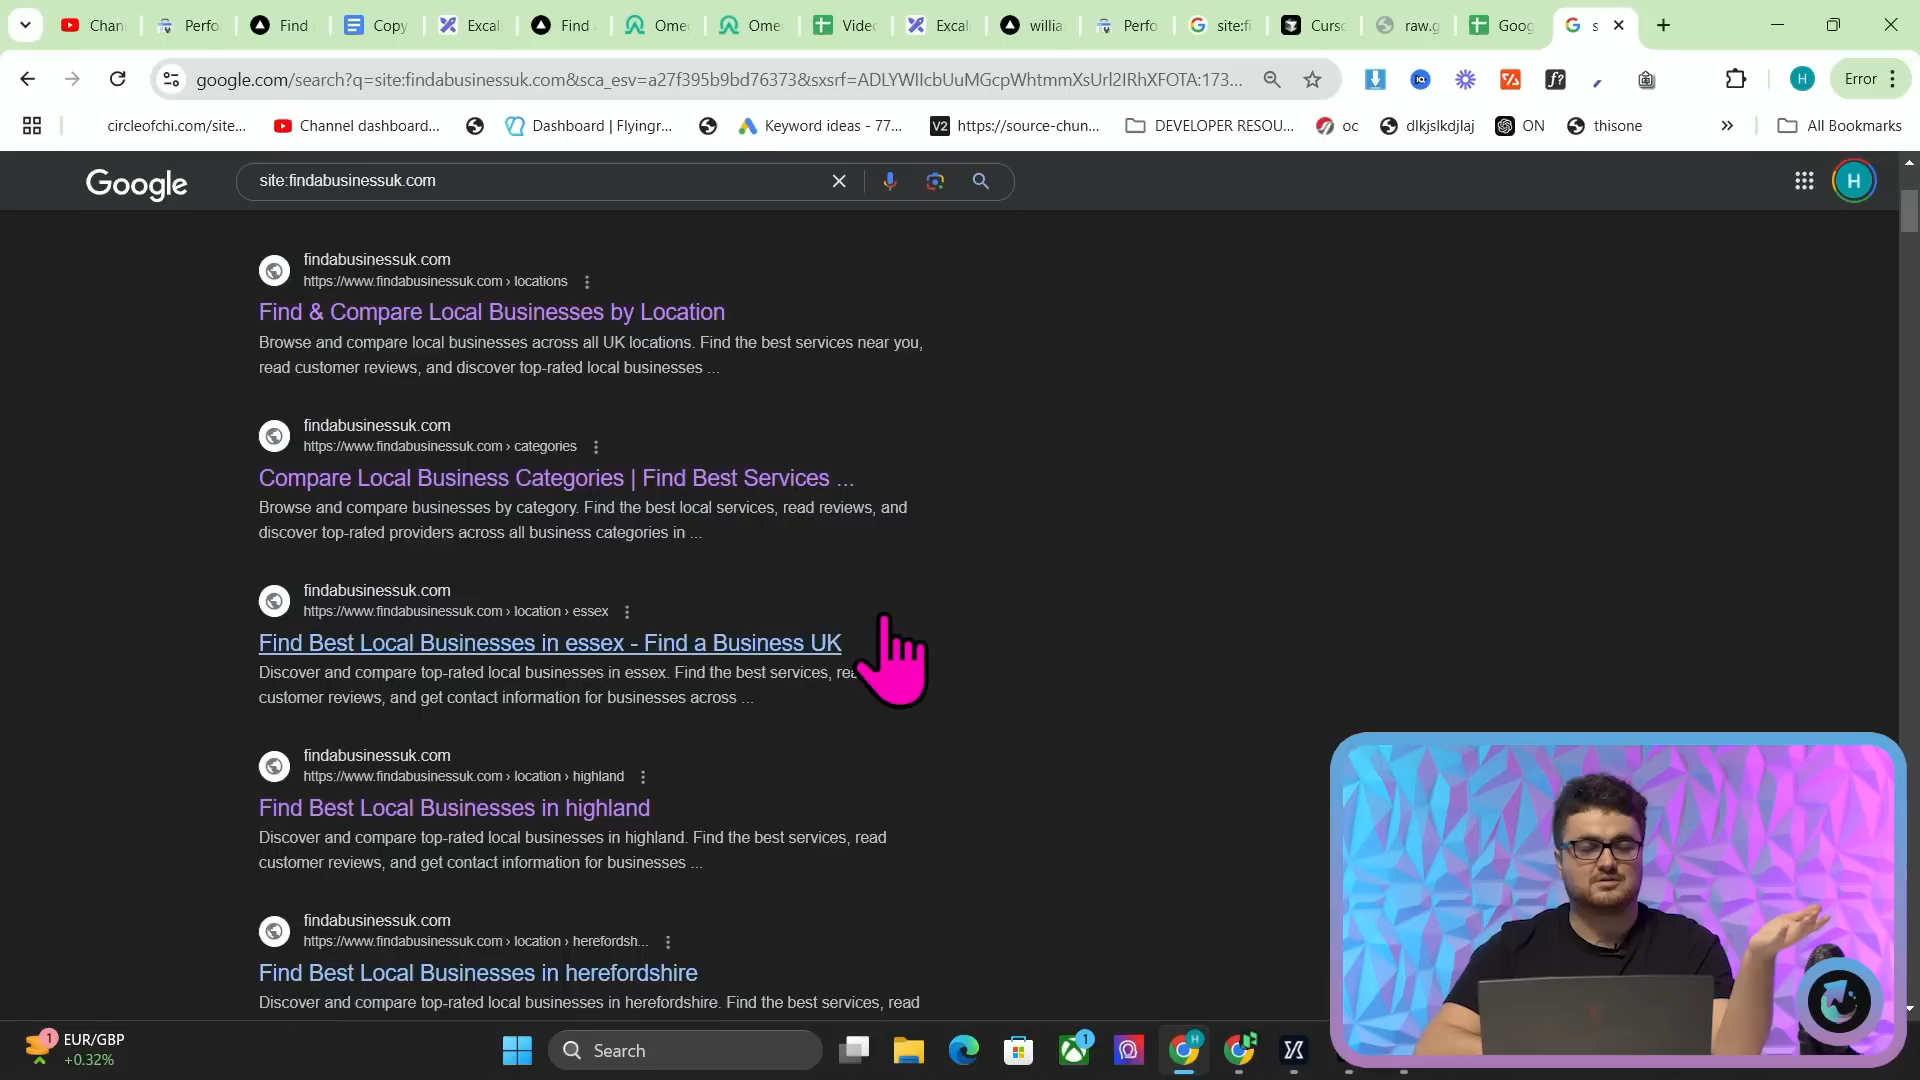 Chan
Perfo
Find
Copy
Excal
Find
Ome
Ome
Vide
Excal
willia
Perfo
site:fi
Curs
raw.g
Goog
s
google.com/search?q=site:findabusinessuk.com&sca_esv=a27f395b9bd76373&sxsrf=ADLYWIIcbUuMGcpWhtmmXsUrl2IRhXFOTA:173...
H
Error
circleofchi.com/site...
Channel dashboard...
Dashboard | Flyingr...
Keyword ideas - 77...
V2
https://source-chun...
DEVELOPER RESOU...
oc
dlkjslkdjlaj
ON
thisone
All Bookmarks
Google
site:findabusinessuk.com
H
findabusinessuk.com
https://www.findabusinessuk.com › locations
Find & Compare Local Businesses by Location
Browse and compare local businesses across all UK locations. Find the best services near you,
read customer reviews, and discover top-rated local businesses ...
findabusinessuk.com
https://www.findabusinessuk.com › categories
Compare Local Business Categories | Find Best Services ...
Browse and compare businesses by category. Find the best local services, read reviews, and
discover top-rated providers across all business categories in ...
findabusinessuk.com
https://www.findabusinessuk.com › location › essex
Find Best Local Businesses in essex - Find a Business UK
Discover and compare top-rated local businesses in essex. Find the best services,
customer reviews, and get contact information for businesses across ...
findabusinessuk.com
https://www.findabusinessuk.com › location › highland
Find Best Local Businesses in highland
Discover and compare top-rated local businesses in highland. Find the best services, read
customer reviews, and get contact information for businesses ...
findabusinessuk.com
https://www.findabusinessuk.com › location › herefordsh...
Find Best Local Businesses in herefordshire
Discover and compare top-rated local businesses in herefordshire. Find the best services, read
1
EUR/GBP
+0.32%
Search
1
H